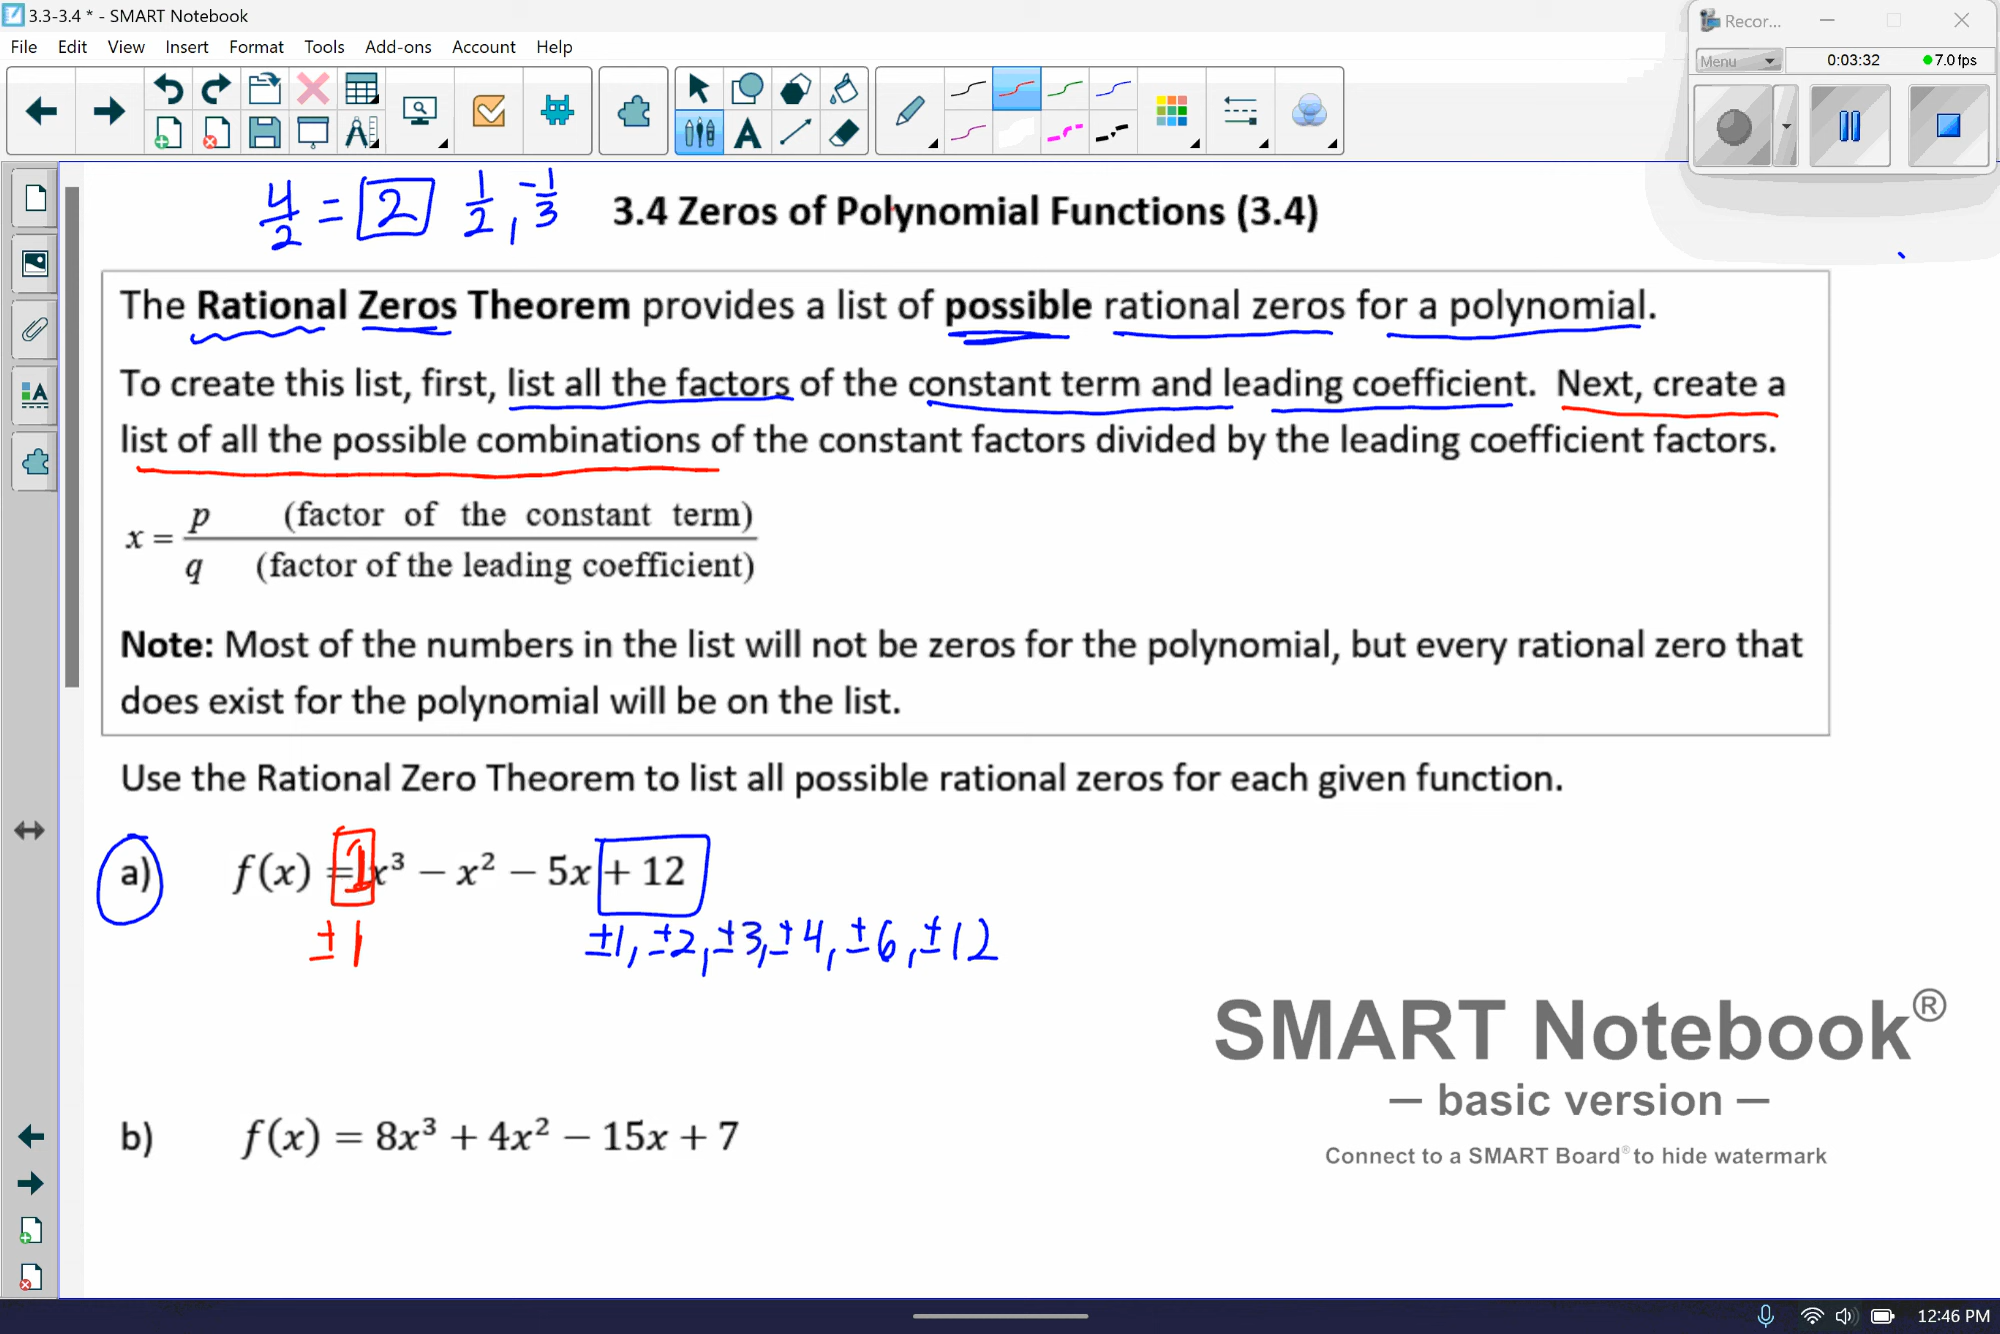 3.3-3.4 * - SMART Notebook
Recor...
File Edit View Insert Format Tools Add-ons Account Help
Menu 0:03:32 7.0 fps
4/2 = 2 1/2, -1/3
3.4 Zeros of Polynomial Functions (3.4)
The Rational Zeros Theorem provides a list of possible rational zeros for a polynomial.
To create this list, first, list all the factors of the constant term and leading coefficient. Next, create a
list of all the possible combinations of the constant factors divided by the leading coefficient factors.
x = p/q (factor of the constant term) / (factor of the leading coefficient)
Note: Most of the numbers in the list will not be zeros for the polynomial, but every rational zero that
does exist for the polynomial will be on the list.
Use the Rational Zero Theorem to list all possible rational zeros for each given function.
a) f(x) = 1x³ − x² − 5x + 12
±1 ±1, ±2, ±3, ±4, ±6, ±12
SMART Notebook®
— basic version —
b) f(x) = 8x³ + 4x² − 15x + 7
Connect to a SMART Board® to hide watermark
12:46 PM